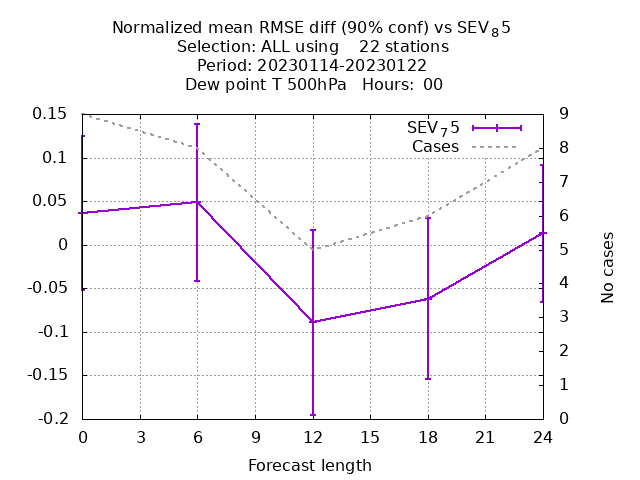 Normalized mean RMSE diff (90% conf) vs SEV₈5
Selection: ALL using    22 stations
Period: 20230114-20230122
Dew point T 500hPa   Hours:  00
SEV₇5
Cases
0.15
0.1
0.05
0
-0.05
-0.1
-0.15
-0.2
9
8
7
6
5
4
3
2
1
0
No cases
0 3 6 9 12 15 18 21 24
Forecast length